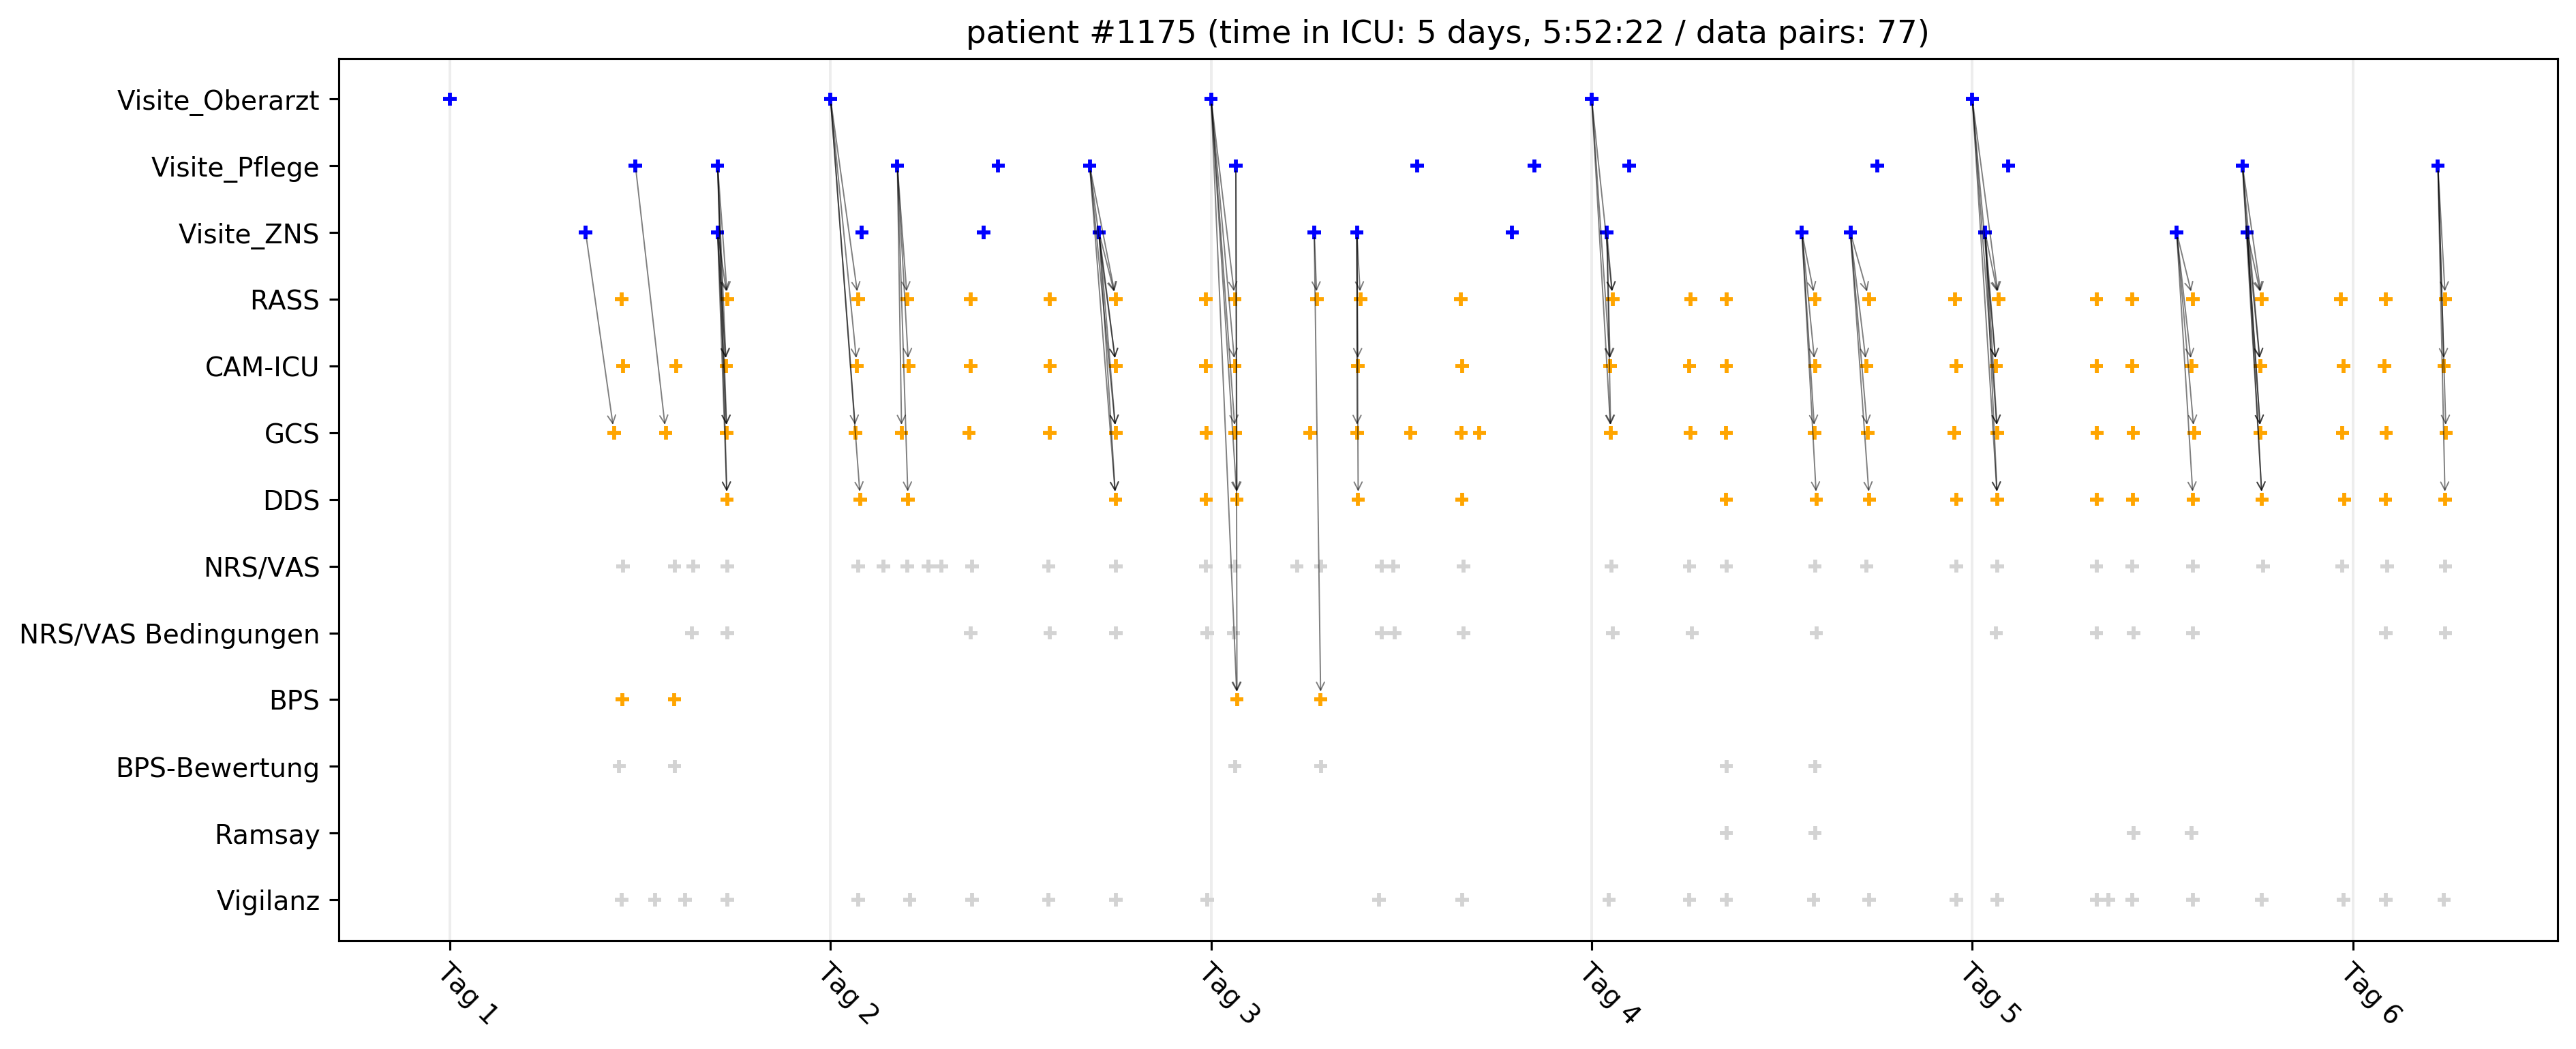 patient #1175 (time in ICU: 5 days, 5:52:22 / data pairs: 77)
Visite_Oberarzt
Visite_Pflege
Visite_ZNS
RASS
CAM-ICU
GCS
DDS
NRS/VAS
NRS/VAS Bedingungen
BPS
BPS-Bewertung
Ramsay
Vigilanz
Tag 1
Tag 2
Tag 3
Tag 4
Tag 5
Tag 6